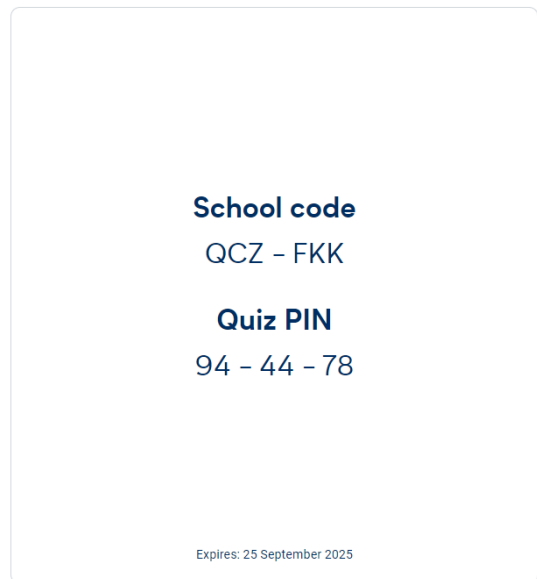 School code
QCZ – FKK
Quiz PIN
94 – 44 – 78
Expires: 25 September 2025